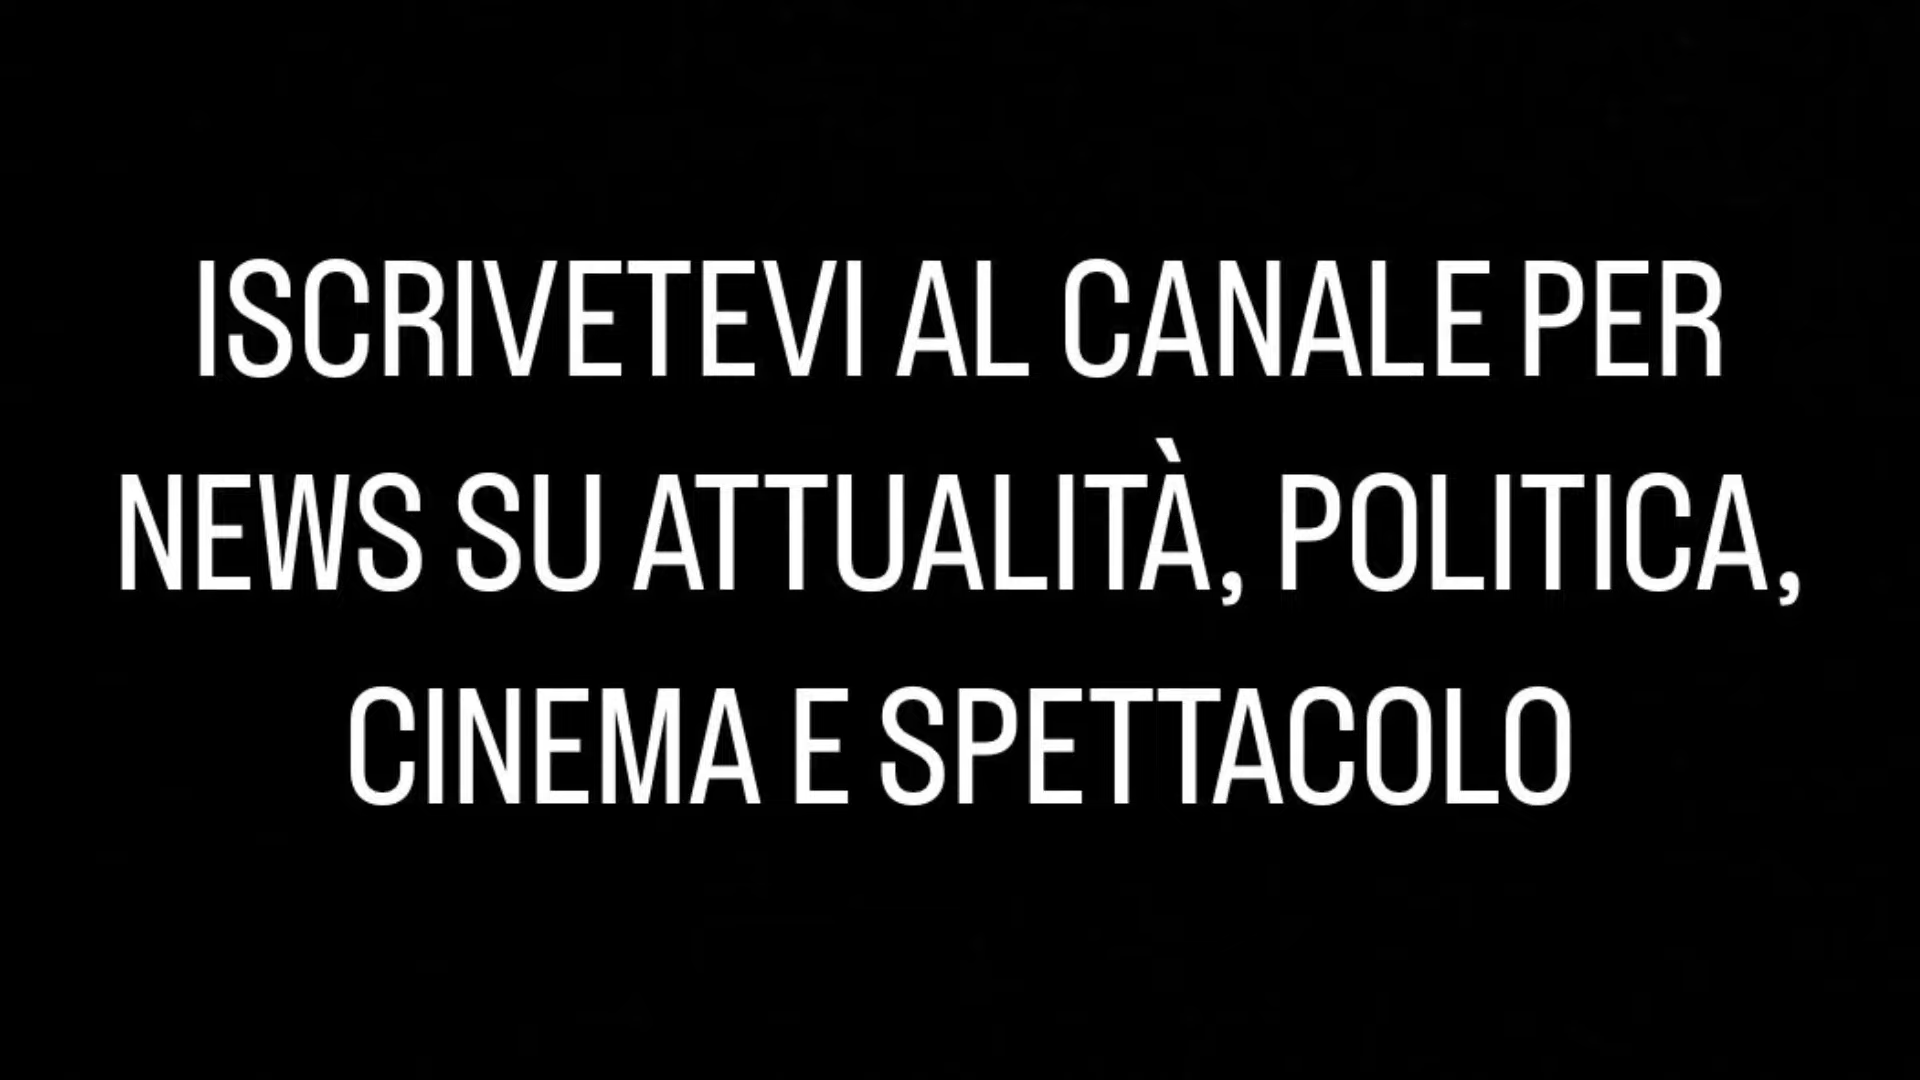 ISCRIVETEVI AL CANALE PER
NEWS SU ATTUALITÀ, POLITICA,
CINEMA E SPETTACOLO